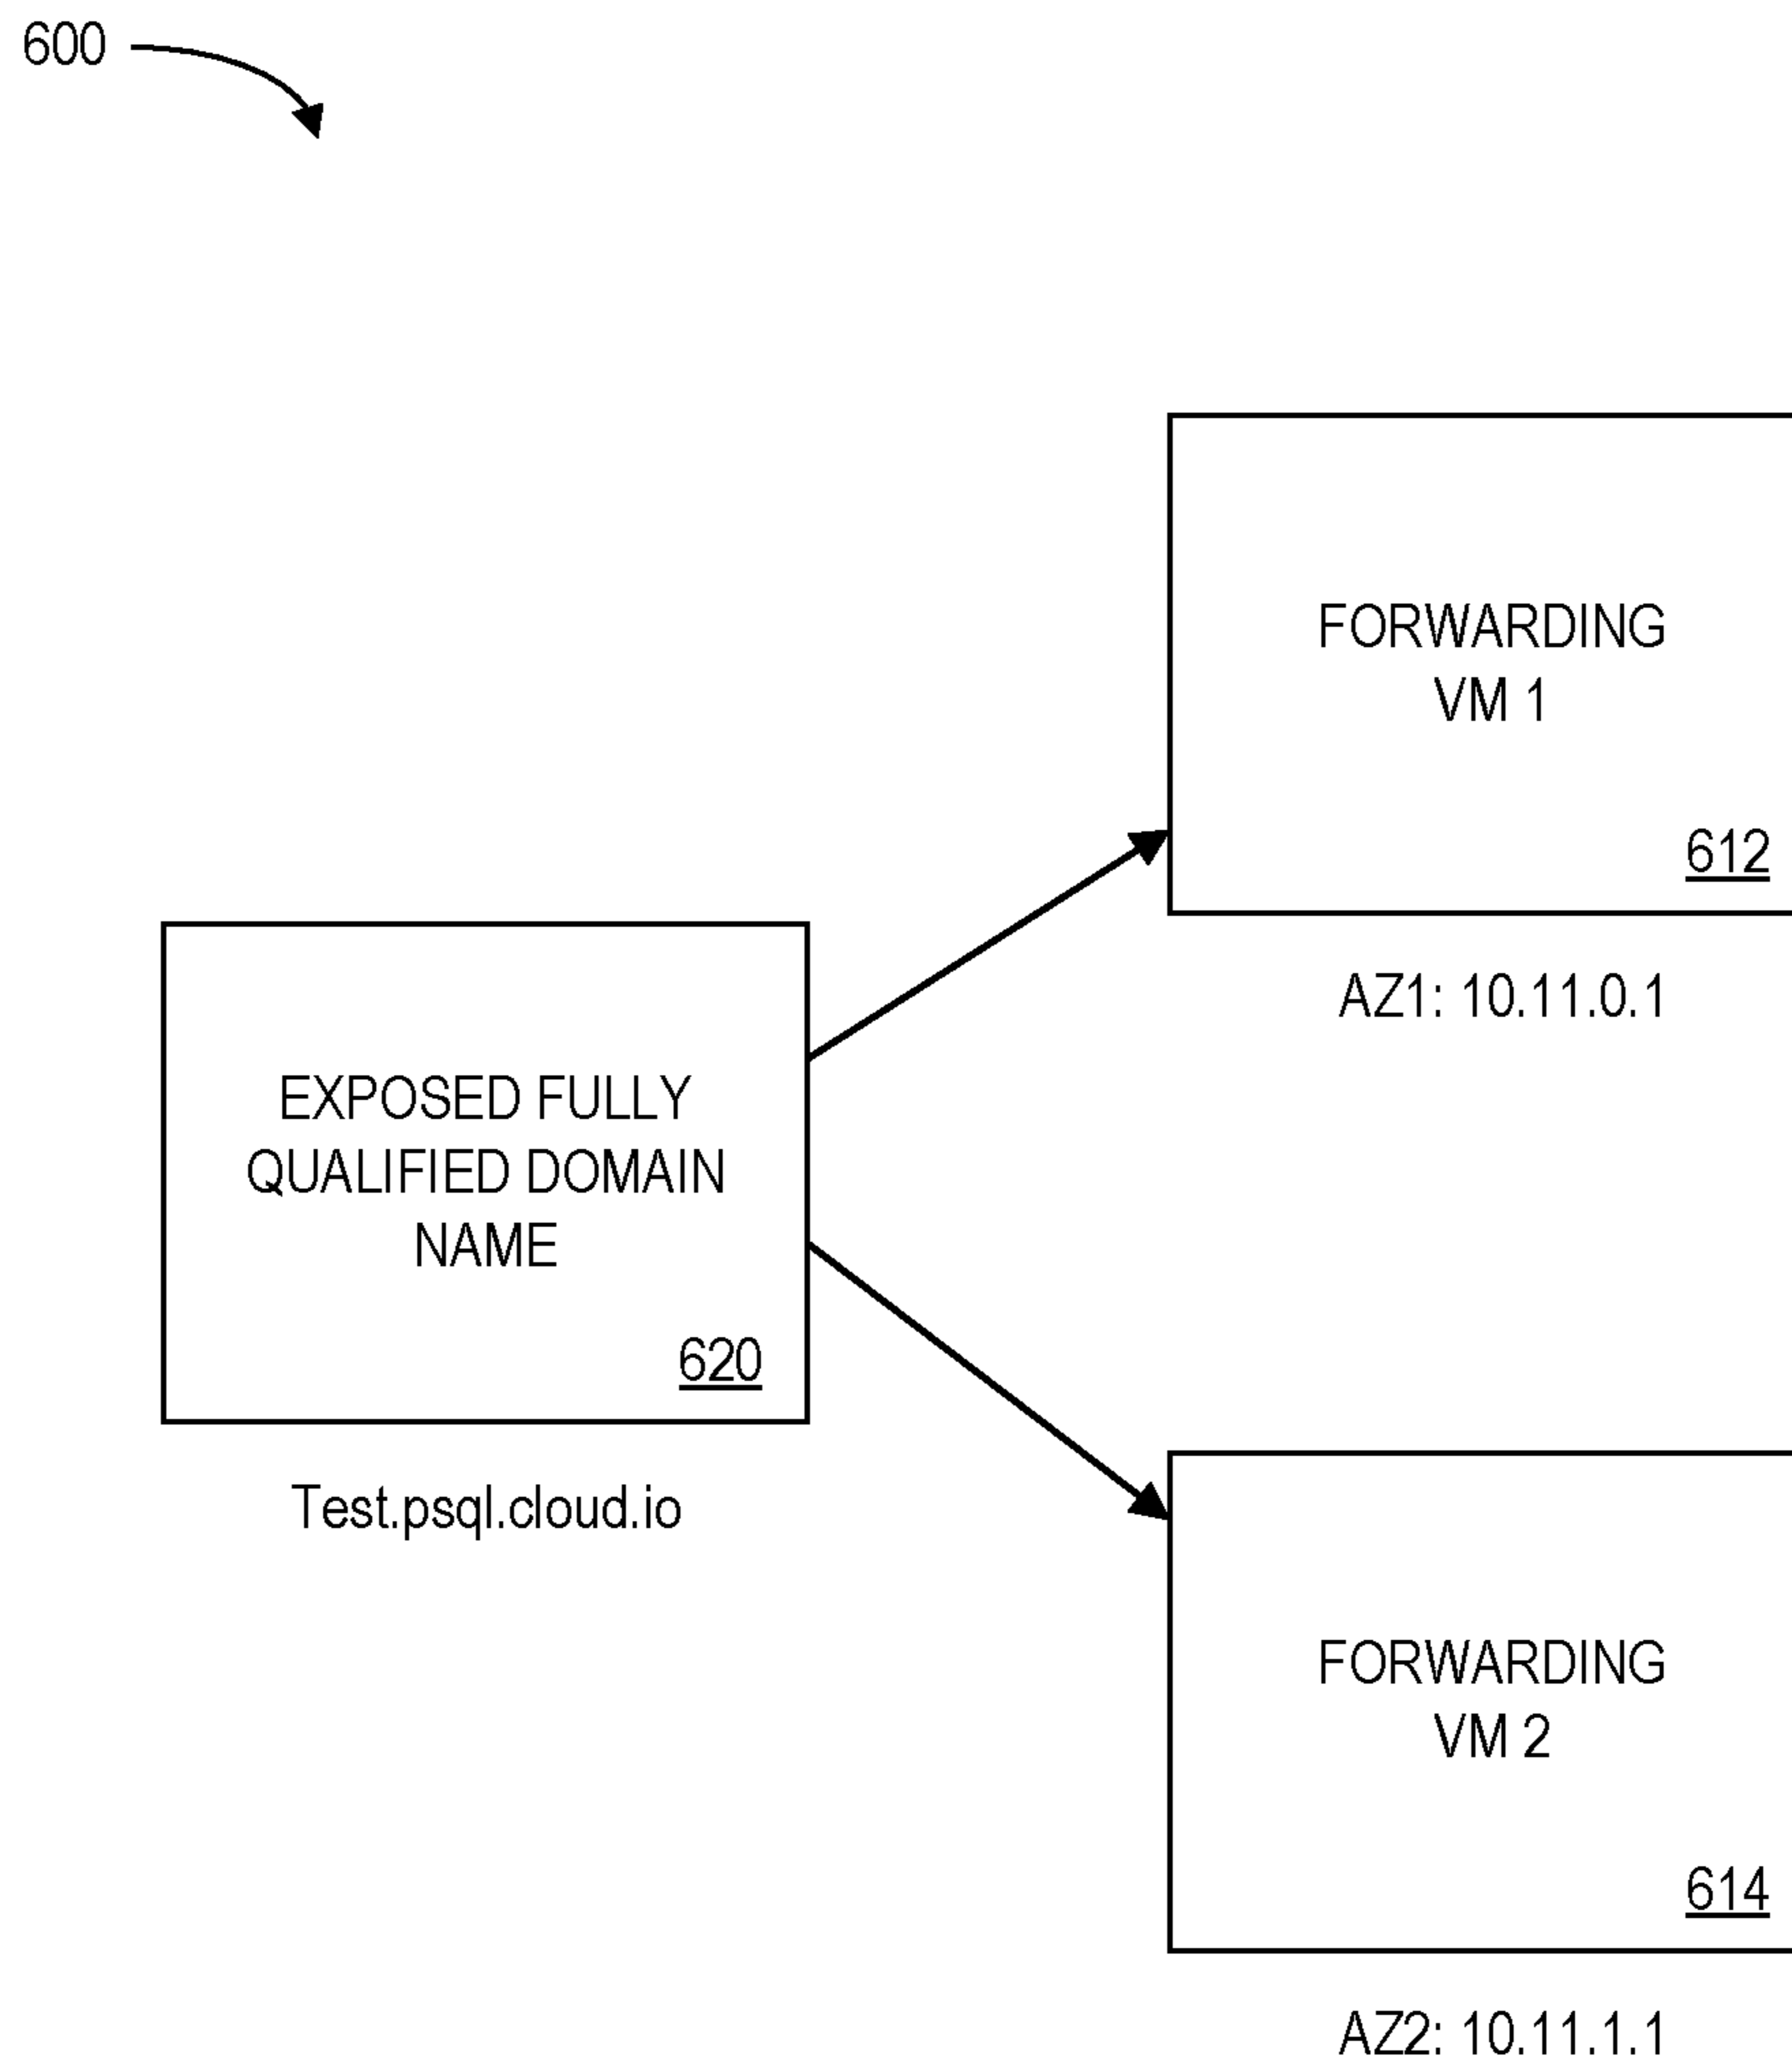 600
FORWARDING
VM 1
612
AZ1: 10.11.0.1
EXPOSED FULLY
QUALIFIED DOMAIN
NAME
620
Test.psql.cloud.io
FORWARDING
VM 2
614
AZ2: 10.11.1.1